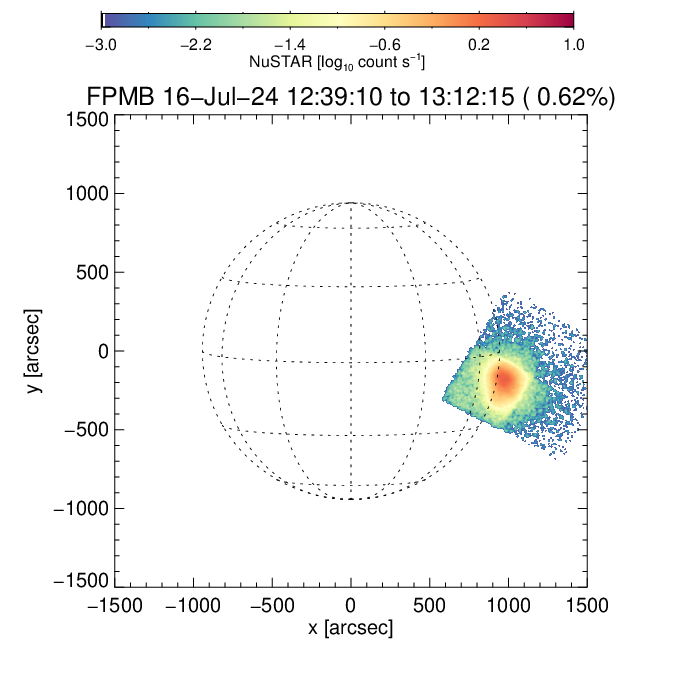 −3.0 −2.2 −1.4 −0.6 0.2 1.0
NuSTAR [log10 count s−1]
FPMB 16−Jul−24 12:39:10 to 13:12:15 ( 0.62%)
1500
1000
500
0
−500
−1000
−1500
y [arcsec]
−1500 −1000 −500 0 500 1000 1500
x [arcsec]